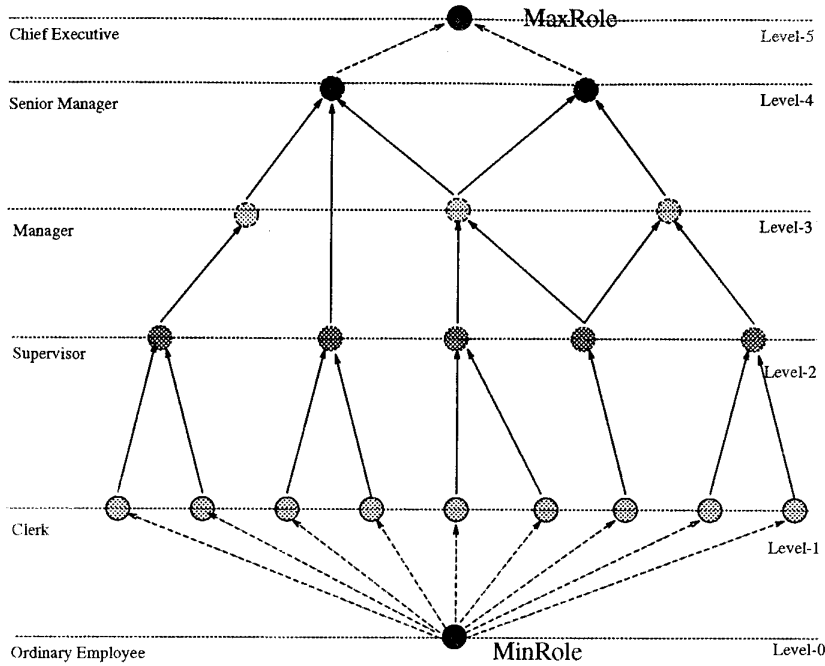 MaxRole
Chief Executive
Level-5
Senior Manager
Level-4
Manager
Level-3
Supervisor
Level-2
Clerk
Level-1
MinRole
Ordinary Employee
Level-0